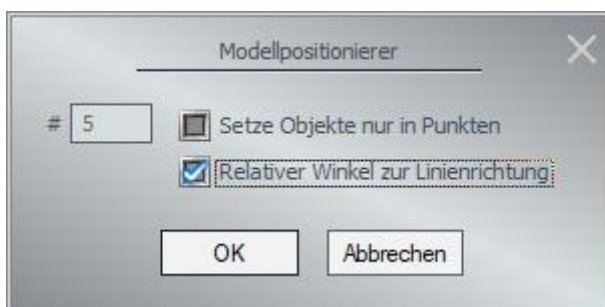 Modellpositionierer
# 5 Setze Objekte nur in Punkten
Relativer Winkel zur Linienrichtung
OK Abbrechen